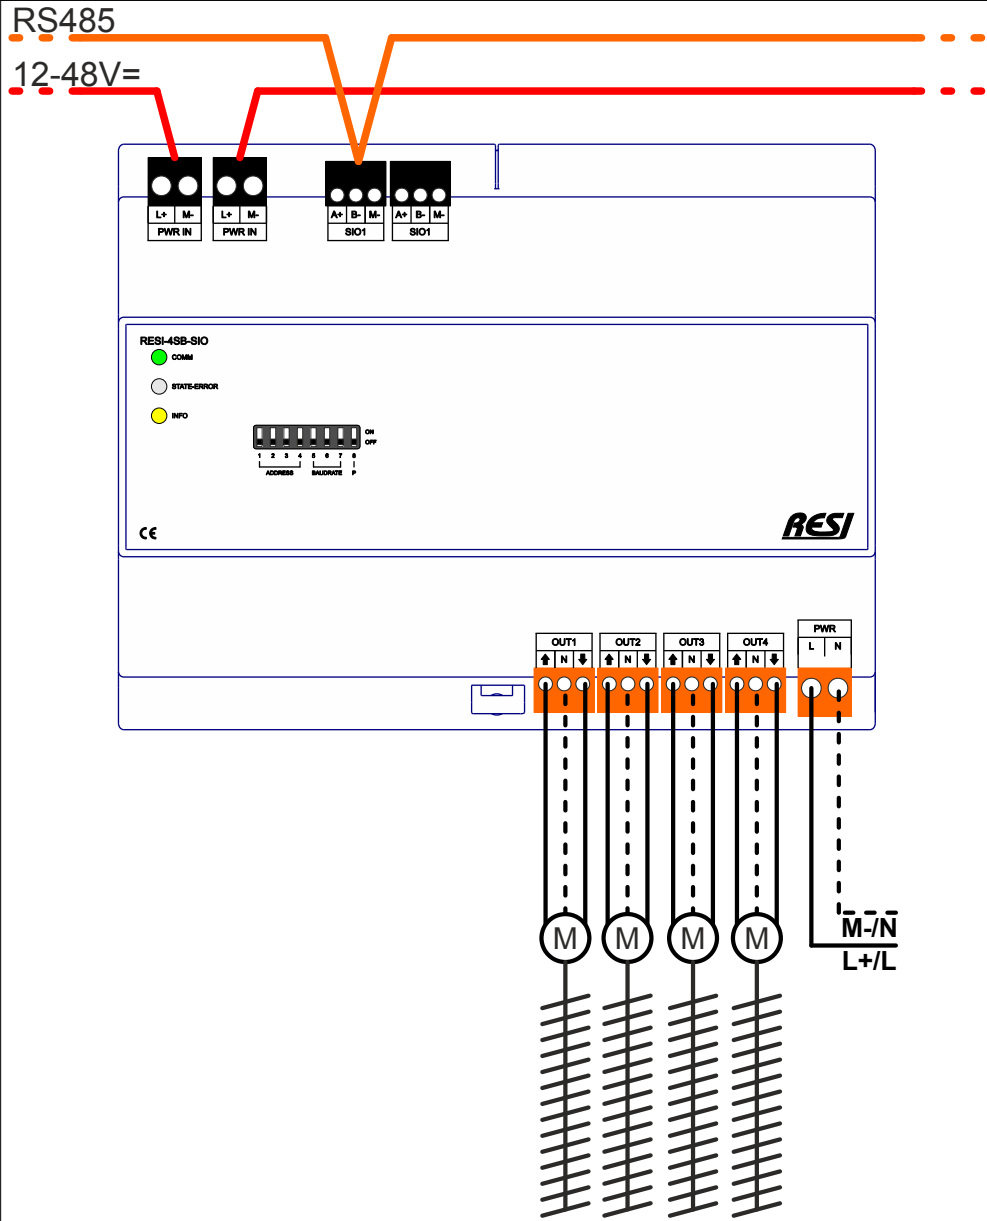 RS485
12-48V=
L+ M- L+ M- A+ B- M- A+ B- M-
PWR IN PWR IN SIO1 SIO1
RESI-4SB-SIO
COMM
STATE-ERROR
INFO
ON
OFF
1 2 3 4 5 6 7 8
ADDRESS BAUDRATE P
CE RESI
PWR
OUT1 OUT2 OUT3 OUT4 L N
N N N N
M M M M
M-/N
L+/L